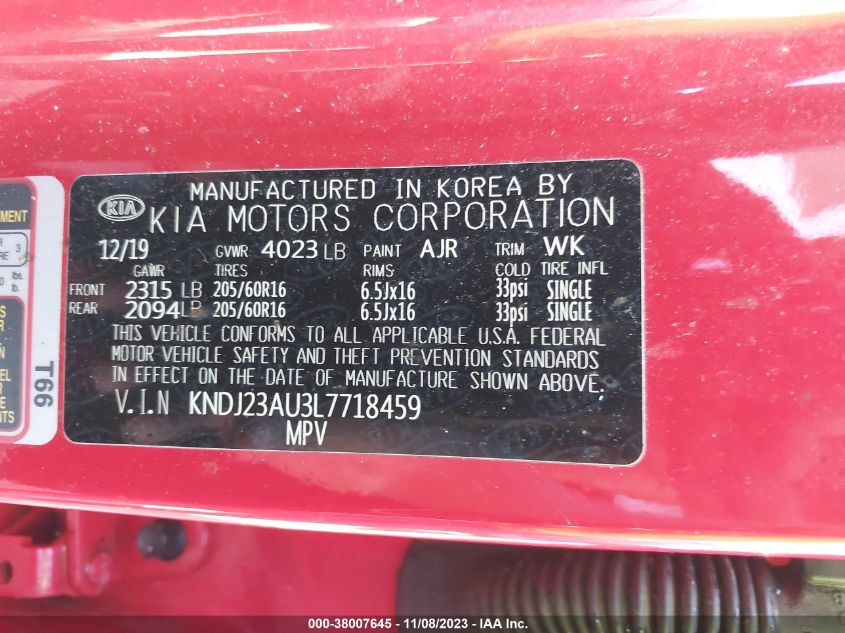 MANUFACTURED IN KOREA BY
KIA KIA MOTORS CORPORATION
12/19 GVWR 4023 LB PAINT AJR TRIM WK
GAWR TIRES RIMS COLD TIRE INFL
FRONT 2315 LB 205/60R16 6.5Jx16 33psi SINGLE
REAR 2094LB 205/60R16 6.5Jx16 33psi SINGLE
THIS VEHICLE CONFORMS TO ALL APPLICABLE U.S.A. FEDERAL
MOTOR VEHICLE SAFETY AND THEFT PREVENTION STANDARDS
IN EFFECT ON THE DATE OF MANUFACTURE SHOWN ABOVE.
V.I.N KNDJ23AU3L7718459
MPV
T66
3
lbs.
000-38007645 — 11/08/2023 — IAA Inc.